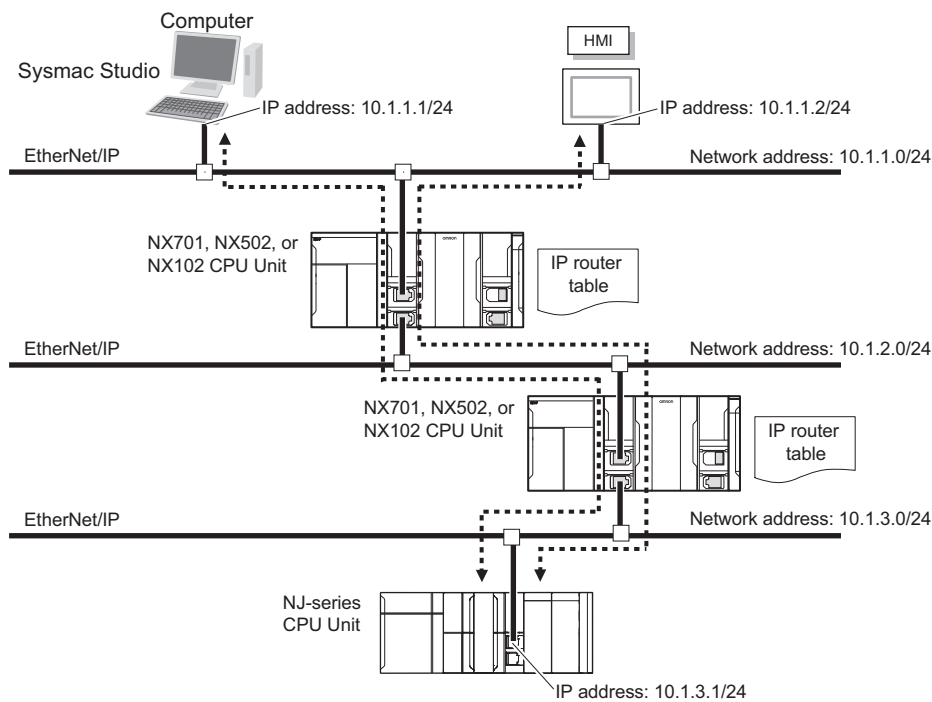 Computer
Sysmac Studio
HMI
IP address: 10.1.1.1/24
IP address: 10.1.1.2/24
EtherNet/IP
Network address: 10.1.1.0/24
NX701, NX502, or
NX102 CPU Unit
omron
IP router
table
EtherNet/IP
Network address: 10.1.2.0/24
NX701, NX502, or
NX102 CPU Unit
omron
IP router
table
EtherNet/IP
Network address: 10.1.3.0/24
NJ-series
CPU Unit
IP address: 10.1.3.1/24